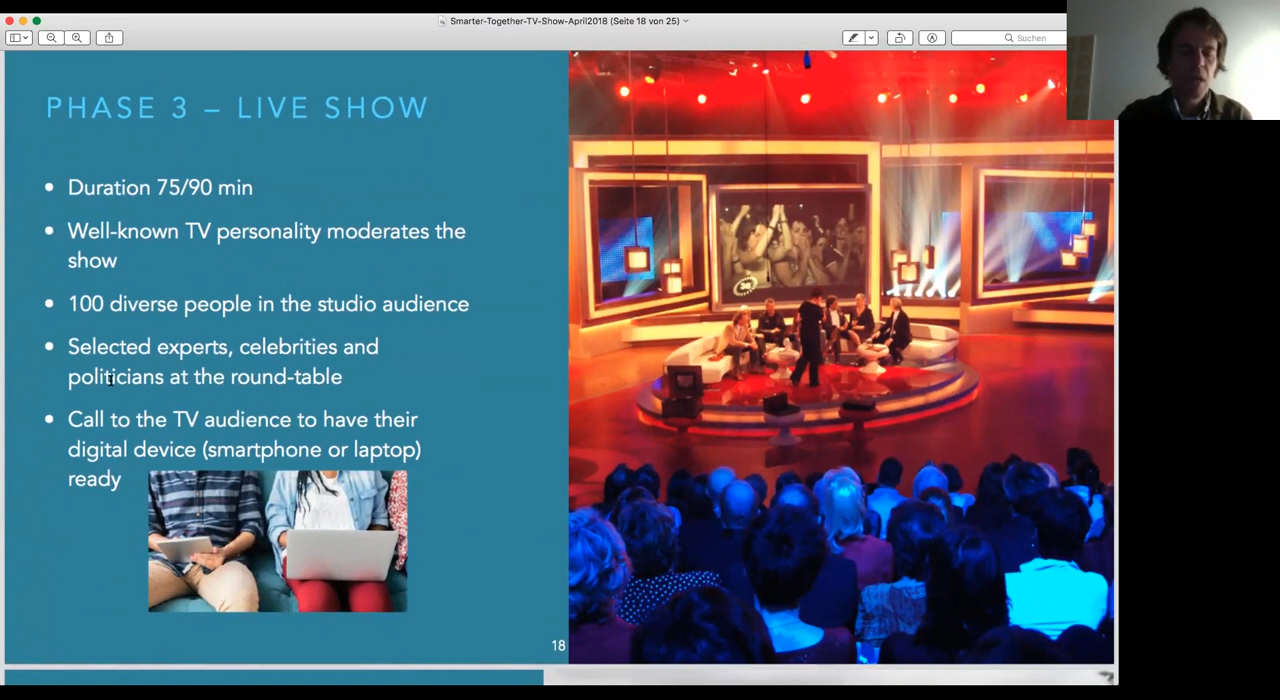 Smarter-Together-TV-Show-April2018 (Seite 18 von 25)
Suchen
PHASE 3 – LIVE SHOW
• Duration 75/90 min
• Well-known TV personality moderates the
show
• 100 diverse people in the studio audience
• Selected experts, celebrities and
politicians at the round-table
• Call to the TV audience to have their
digital device (smartphone or laptop)
ready
18